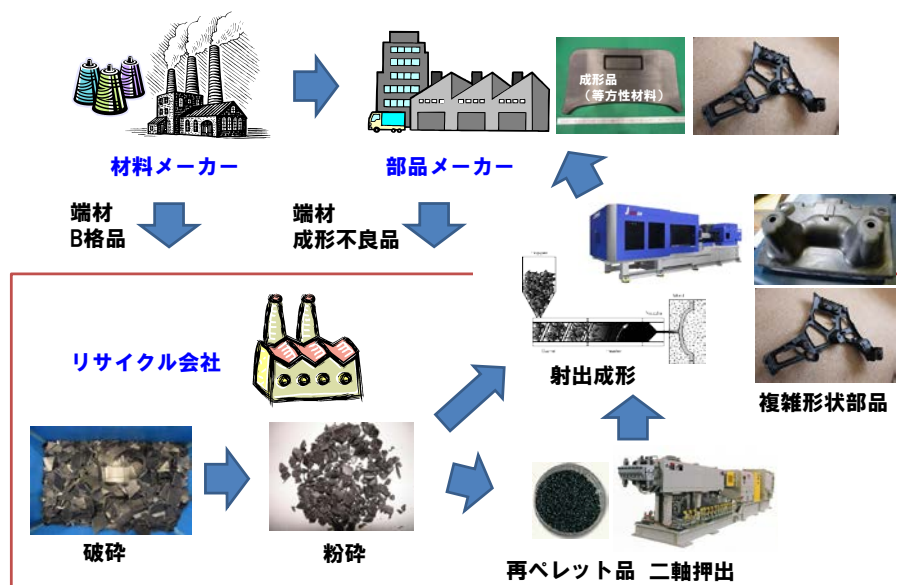 成形品
(等方性材料)
材料メーカー
部品メーカー
端材
B格品
端材
成形不良品
リサイクル会社
射出成形
複雑形状部品
破砕
粉砕
再ペレット品 二軸押出